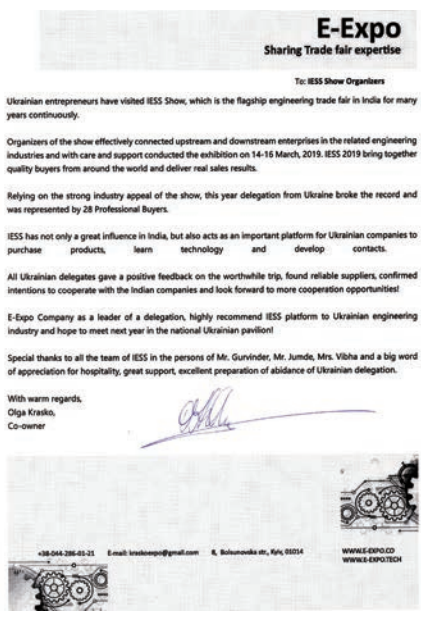 E-Expo
Sharing Trade fair expertise
To: IESS Show Organizers
Ukrainian entrepreneurs have visited IESS Show, which is the flagship engineering trade fair in India for many
years continuously.
Organizers of the show effectively connected upstream and downstream enterprises in the related engineering
industries and with care and support conducted the exhibition on 14-16 March, 2019. IESS 2019 bring together
quality buyers from around the world and deliver real sales results.
Relying on the strong industry appeal of the show, this year delegation from Ukraine broke the record and
was represented by 28 Professional Buyers.
IESS has not only a great influence in India, but also acts as an important platform for Ukrainian companies to
purchase products, learn technology and develop contacts.
All Ukrainian delegates gave a positive feedback on the worthwhile trip, found reliable suppliers, confirmed
intentions to cooperate with the Indian companies and look forward to more cooperation opportunities!
E-Expo Company as a leader of a delegation, highly recommend IESS platform to Ukrainian engineering
industry and hope to meet next year in the national Ukrainian pavilion!
Special thanks to all the team of IESS in the persons of Mr. Gurvinder, Mr. Jumde, Mrs. Vibha and a big word
of appreciation for hospitality, great support, excellent preparation of abidance of Ukrainian delegation.
With warm regards,
Olga Krasko,
Co-owner
+38-044-286-01-21 E-mail: kraskoexpo@gmail.com 8, Bolsunovska str., Kyiv, 01014
WWW.E-EXPO.CO
WWW.E-EXPO.TECH